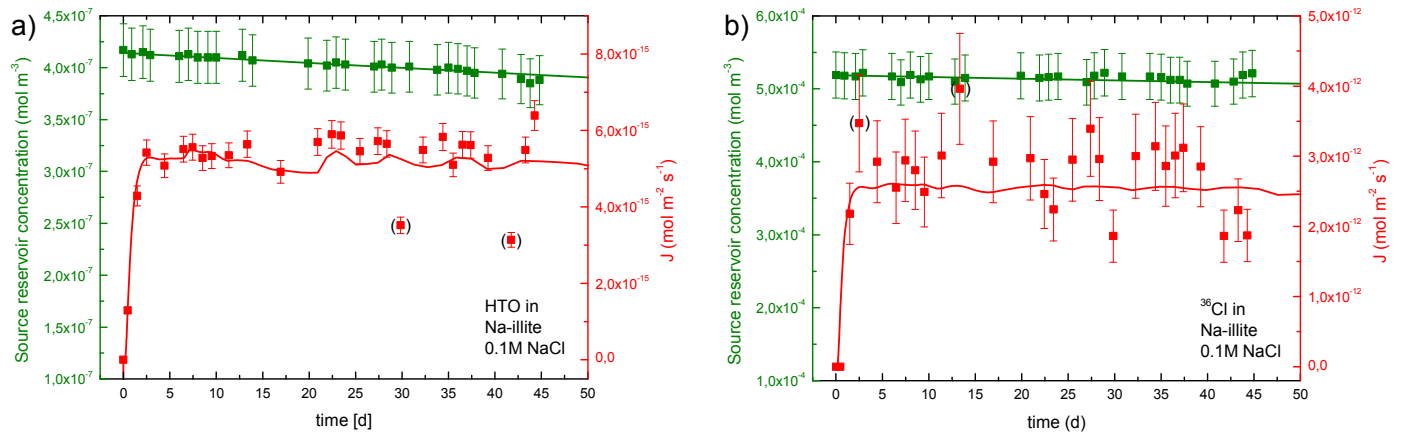 a)
Source reservoir concentration (mol m⁻³)
4,5x10⁻⁷
4,0x10⁻⁷
3,5x10⁻⁷
3,0x10⁻⁷
2,5x10⁻⁷
2,0x10⁻⁷
1,5x10⁻⁷
1,0x10⁻⁷
8,0x10⁻¹⁵
6,0x10⁻¹⁵
4,0x10⁻¹⁵
2,0x10⁻¹⁵
0,0
J (mol m⁻² s⁻¹)
( )
( )
HTO in
Na-illite
0.1M NaCl
0 5 10 15 20 25 30 35 40 45 50
time [d]
b)
Source reservoir concentration (mol m⁻³)
6,0x10⁻⁴
5,0x10⁻⁴
4,0x10⁻⁴
3,0x10⁻⁴
2,0x10⁻⁴
1,0x10⁻⁴
5,0x10⁻¹²
4,0x10⁻¹²
3,0x10⁻¹²
2,0x10⁻¹²
1,0x10⁻¹²
0,0
J (mol m⁻² s⁻¹)
( )
( )
³⁶Cl in
Na-illite
0.1M NaCl
0 5 10 15 20 25 30 35 40 45 50
time (d)